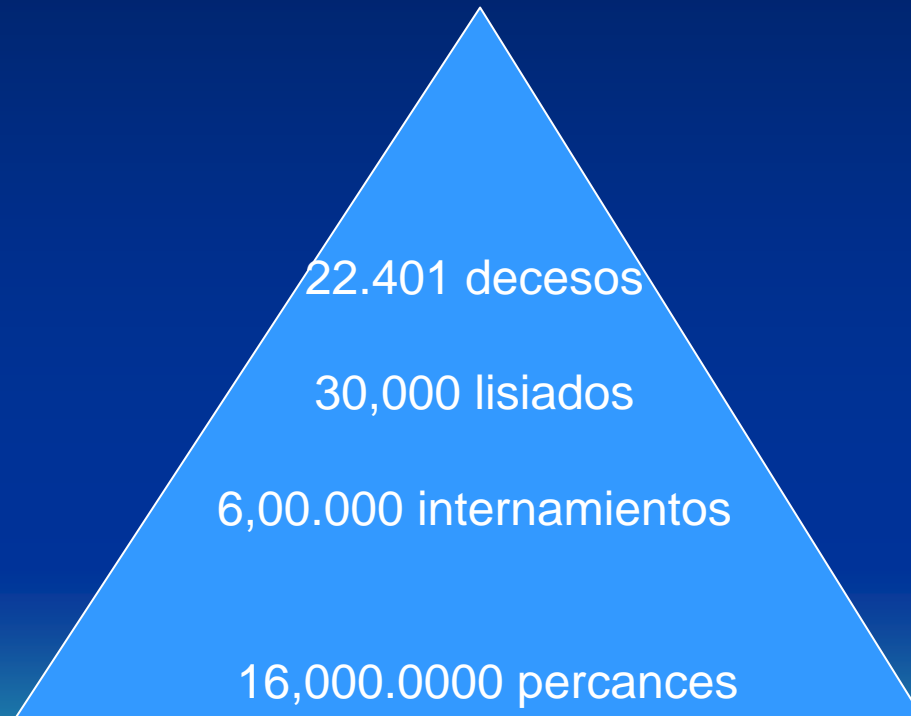 22.401 decesos
30,000 lisiados
6,00.000 internamientos
16,000.0000 percances